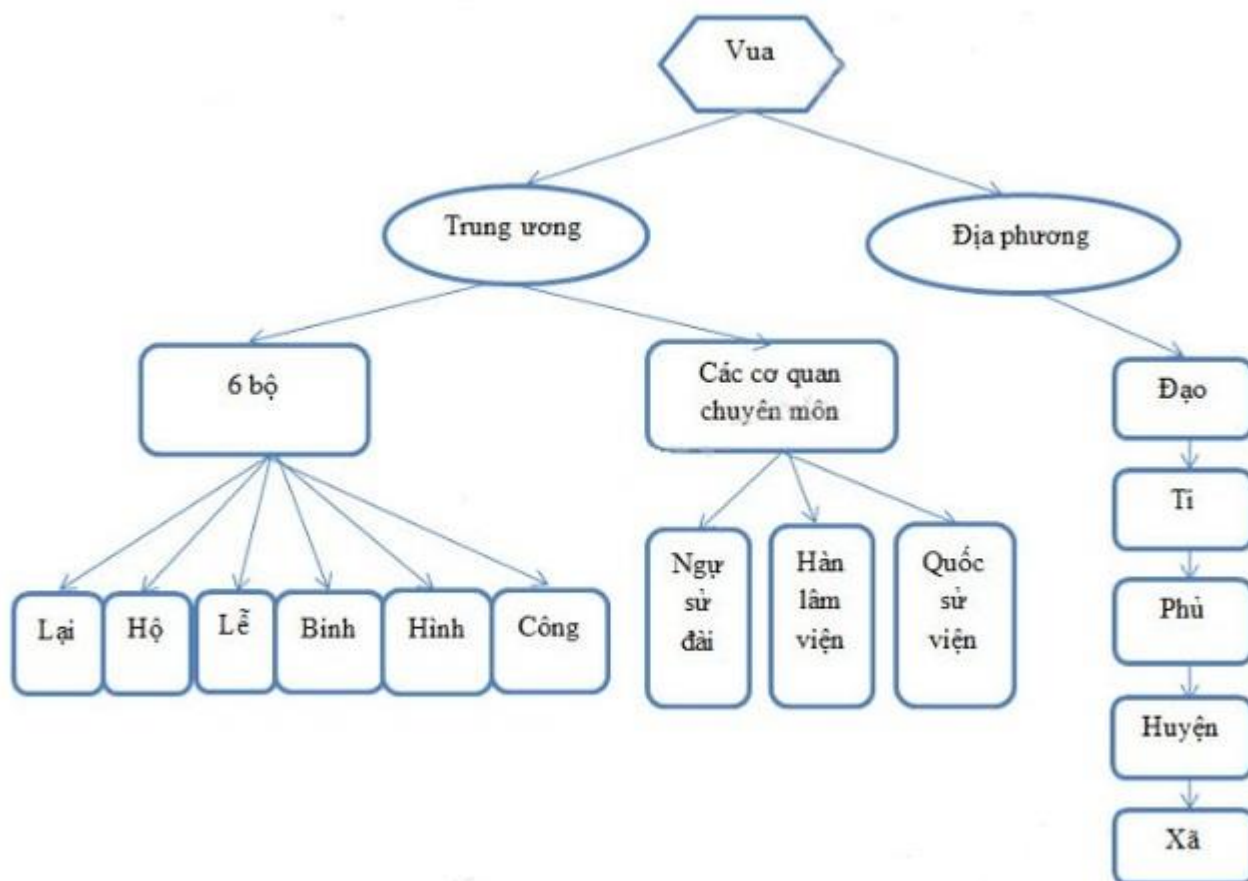 Vua
Trung ương
Địa phương
6 bộ
Các cơ quan
chuyên môn
Đạo
Ti
Phủ
Huyện
Xã
Lại
Hộ
Lễ
Binh
Hình
Công
Ngự
sử
đài
Hàn
lâm
viện
Quốc
sử
viện